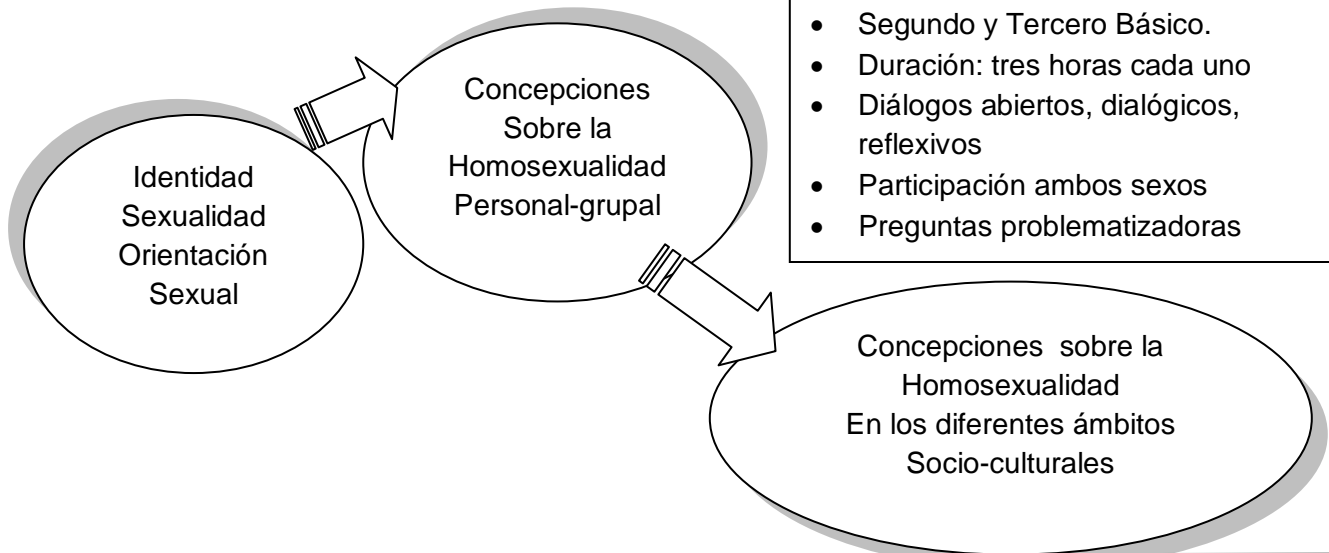 Identidad
Sexualidad
Orientación
Sexual
Concepciones
Sobre la
Homosexualidad
Personal-grupal
• Segundo y Tercero Básico.
• Duración: tres horas cada uno
• Diálogos abiertos, dialógicos,
reflexivos
• Participación ambos sexos
• Preguntas problematizadoras
Concepciones sobre la
Homosexualidad
En los diferentes ámbitos
Socio-culturales